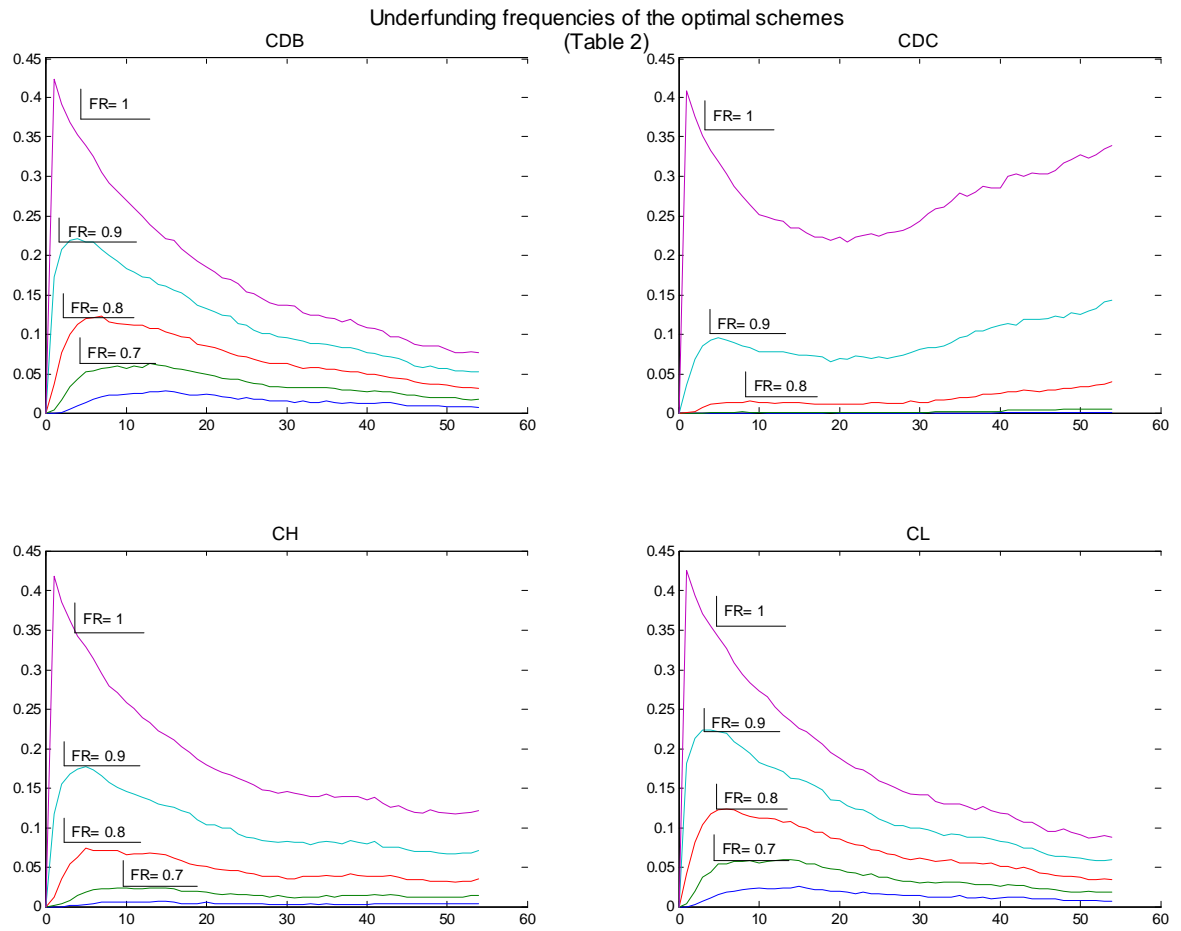 Underfunding frequencies of the optimal schemes
(Table 2)
CDB
0.45
0.4
0.35
0.3
0.25
0.2
0.15
0.1
0.05
0
0 10 20 30 40 50 60
FR= 1
FR= 0.9
FR= 0.8
FR= 0.7
CDC
0.45
0.4
0.35
0.3
0.25
0.2
0.15
0.1
0.05
0
0 10 20 30 40 50 60
FR= 1
FR= 0.9
FR= 0.8
CH
0.45
0.4
0.35
0.3
0.25
0.2
0.15
0.1
0.05
0
0 10 20 30 40 50 60
FR= 1
FR= 0.9
FR= 0.8
FR= 0.7
CL
0.45
0.4
0.35
0.3
0.25
0.2
0.15
0.1
0.05
0
0 10 20 30 40 50 60
FR= 1
FR= 0.9
FR= 0.8
FR= 0.7